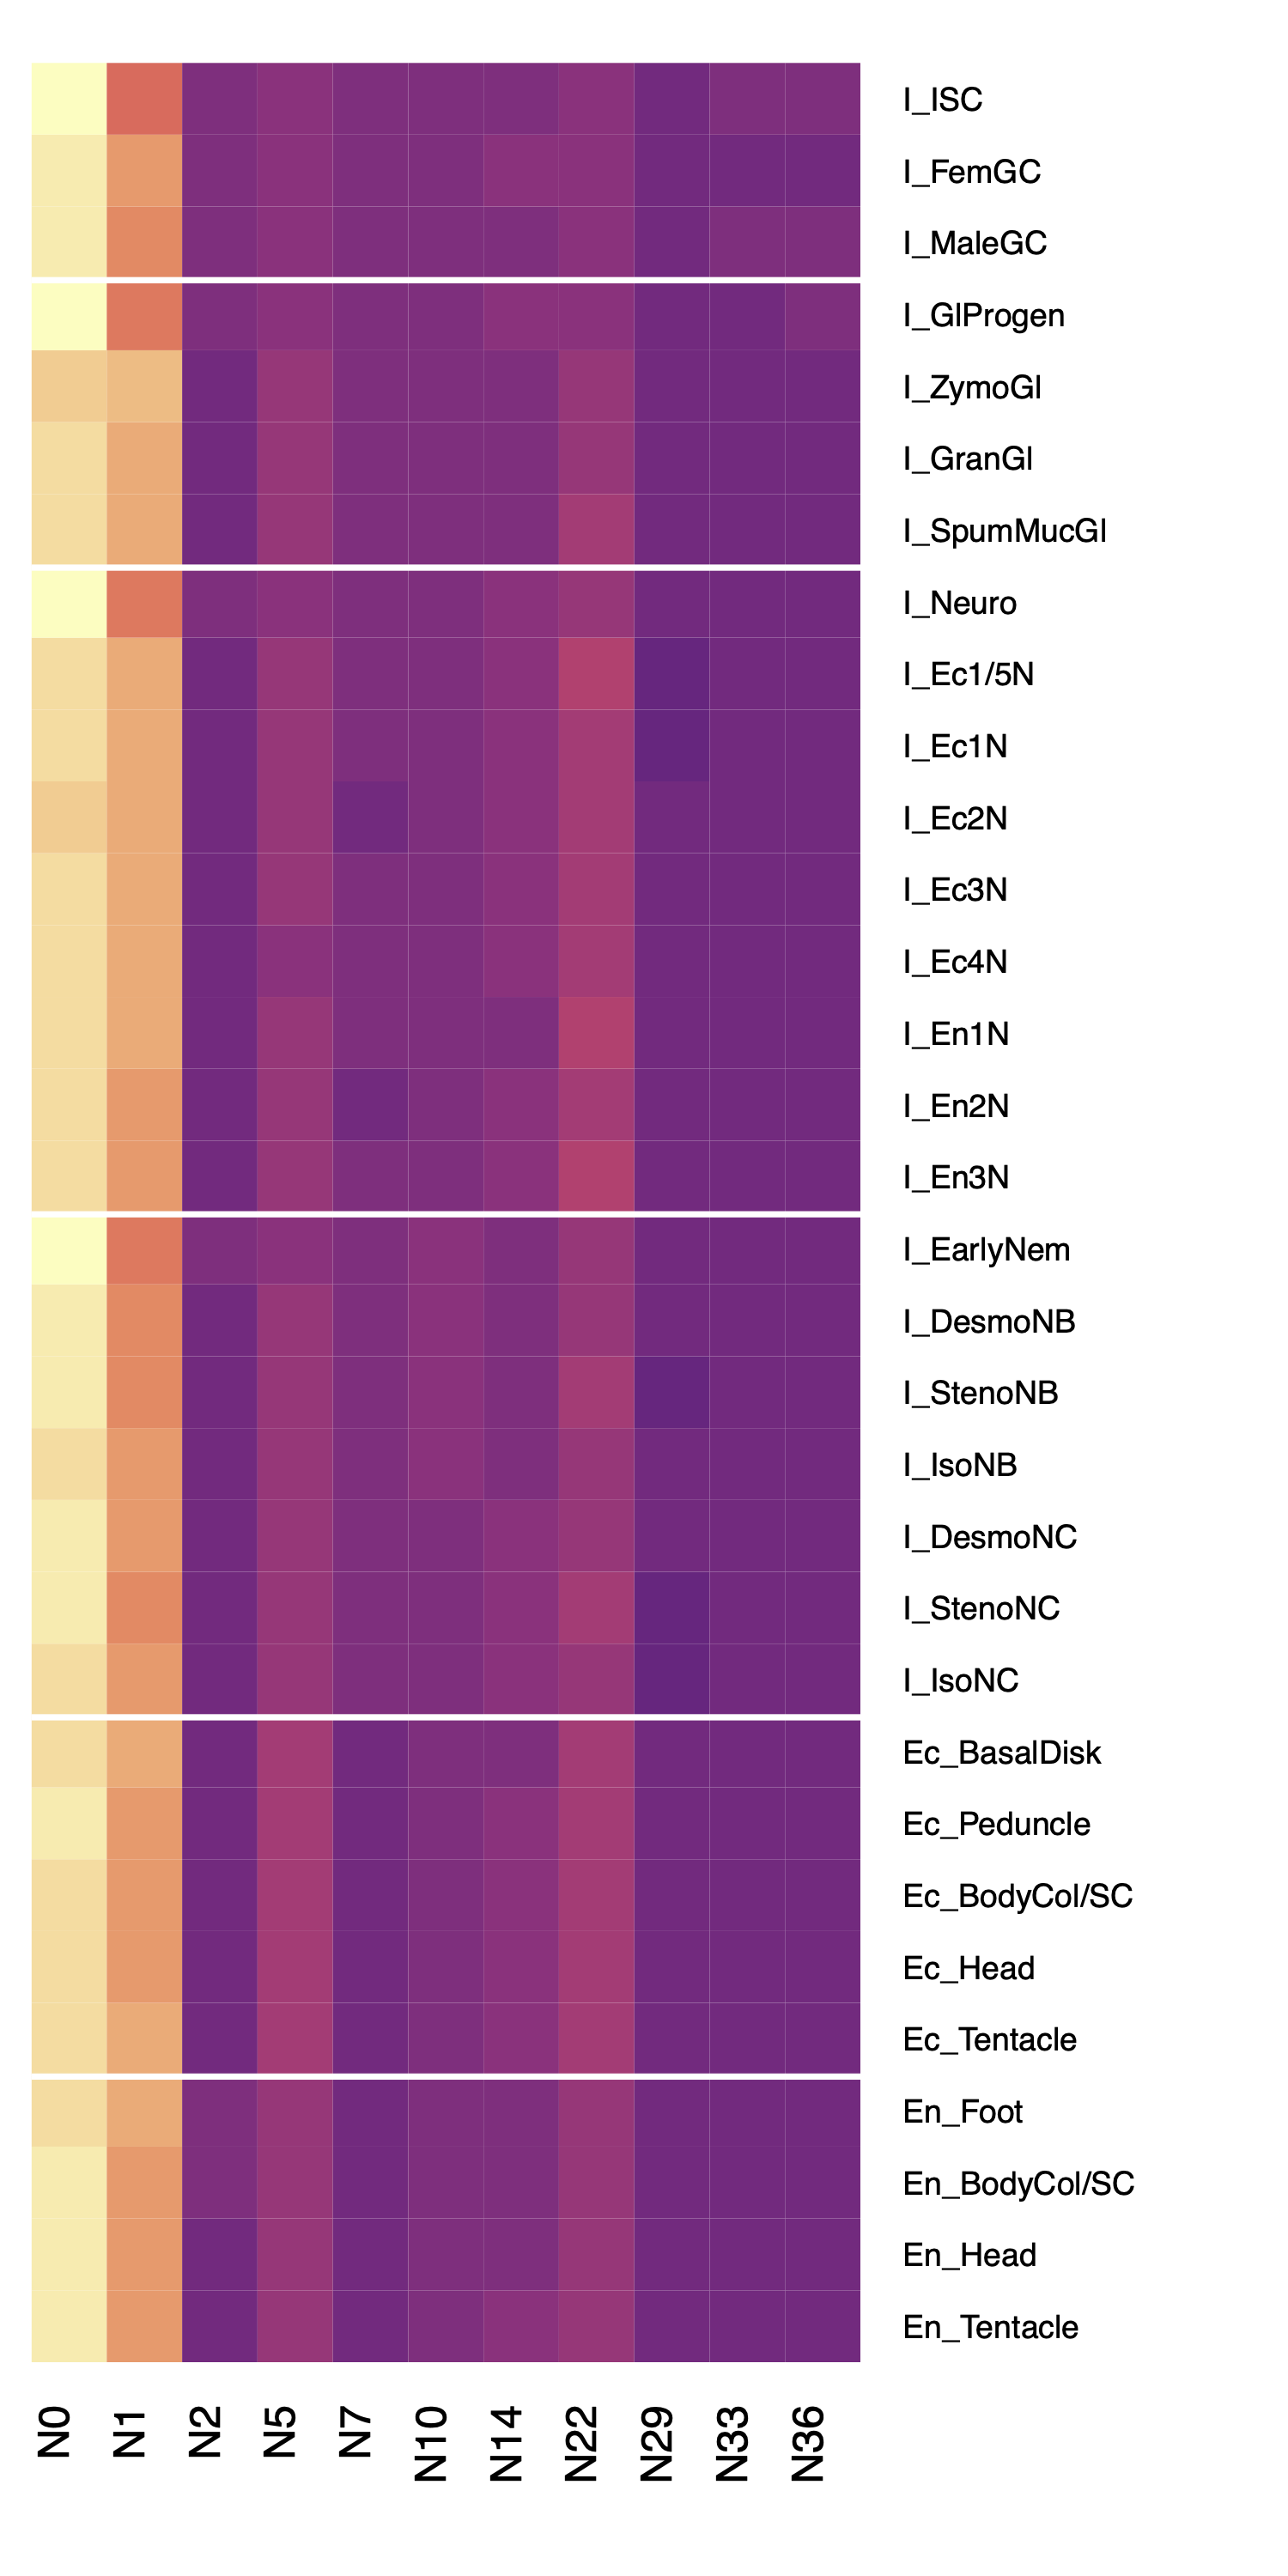 I_ISC
I_FemGC
I_MaleGC
I_GlProgen
I_ZymoGl
I_GranGl
I_SpumMucGl
I_Neuro
I_Ec1/5N
I_Ec1N
I_Ec2N
I_Ec3N
I_Ec4N
I_En1N
I_En2N
I_En3N
I_EarlyNem
I_DesmoNB
I_StenoNB
I_IsoNB
I_DesmoNC
I_StenoNC
I_IsoNC
Ec_BasalDisk
Ec_Peduncle
Ec_BodyCol/SC
Ec_Head
Ec_Tentacle
En_Foot
En_BodyCol/SC
En_Head
En_Tentacle
N0
N1
N2
N5
N7
N10
N14
N22
N29
N33
N36